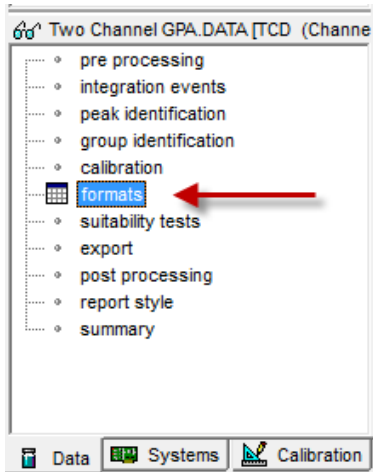 Two Channel GPA.DATA [TCD (Channe
pre processing
integration events
peak identification
group identification
calibration
formats
suitability tests
export
post processing
report style
summary
Data Systems Calibration